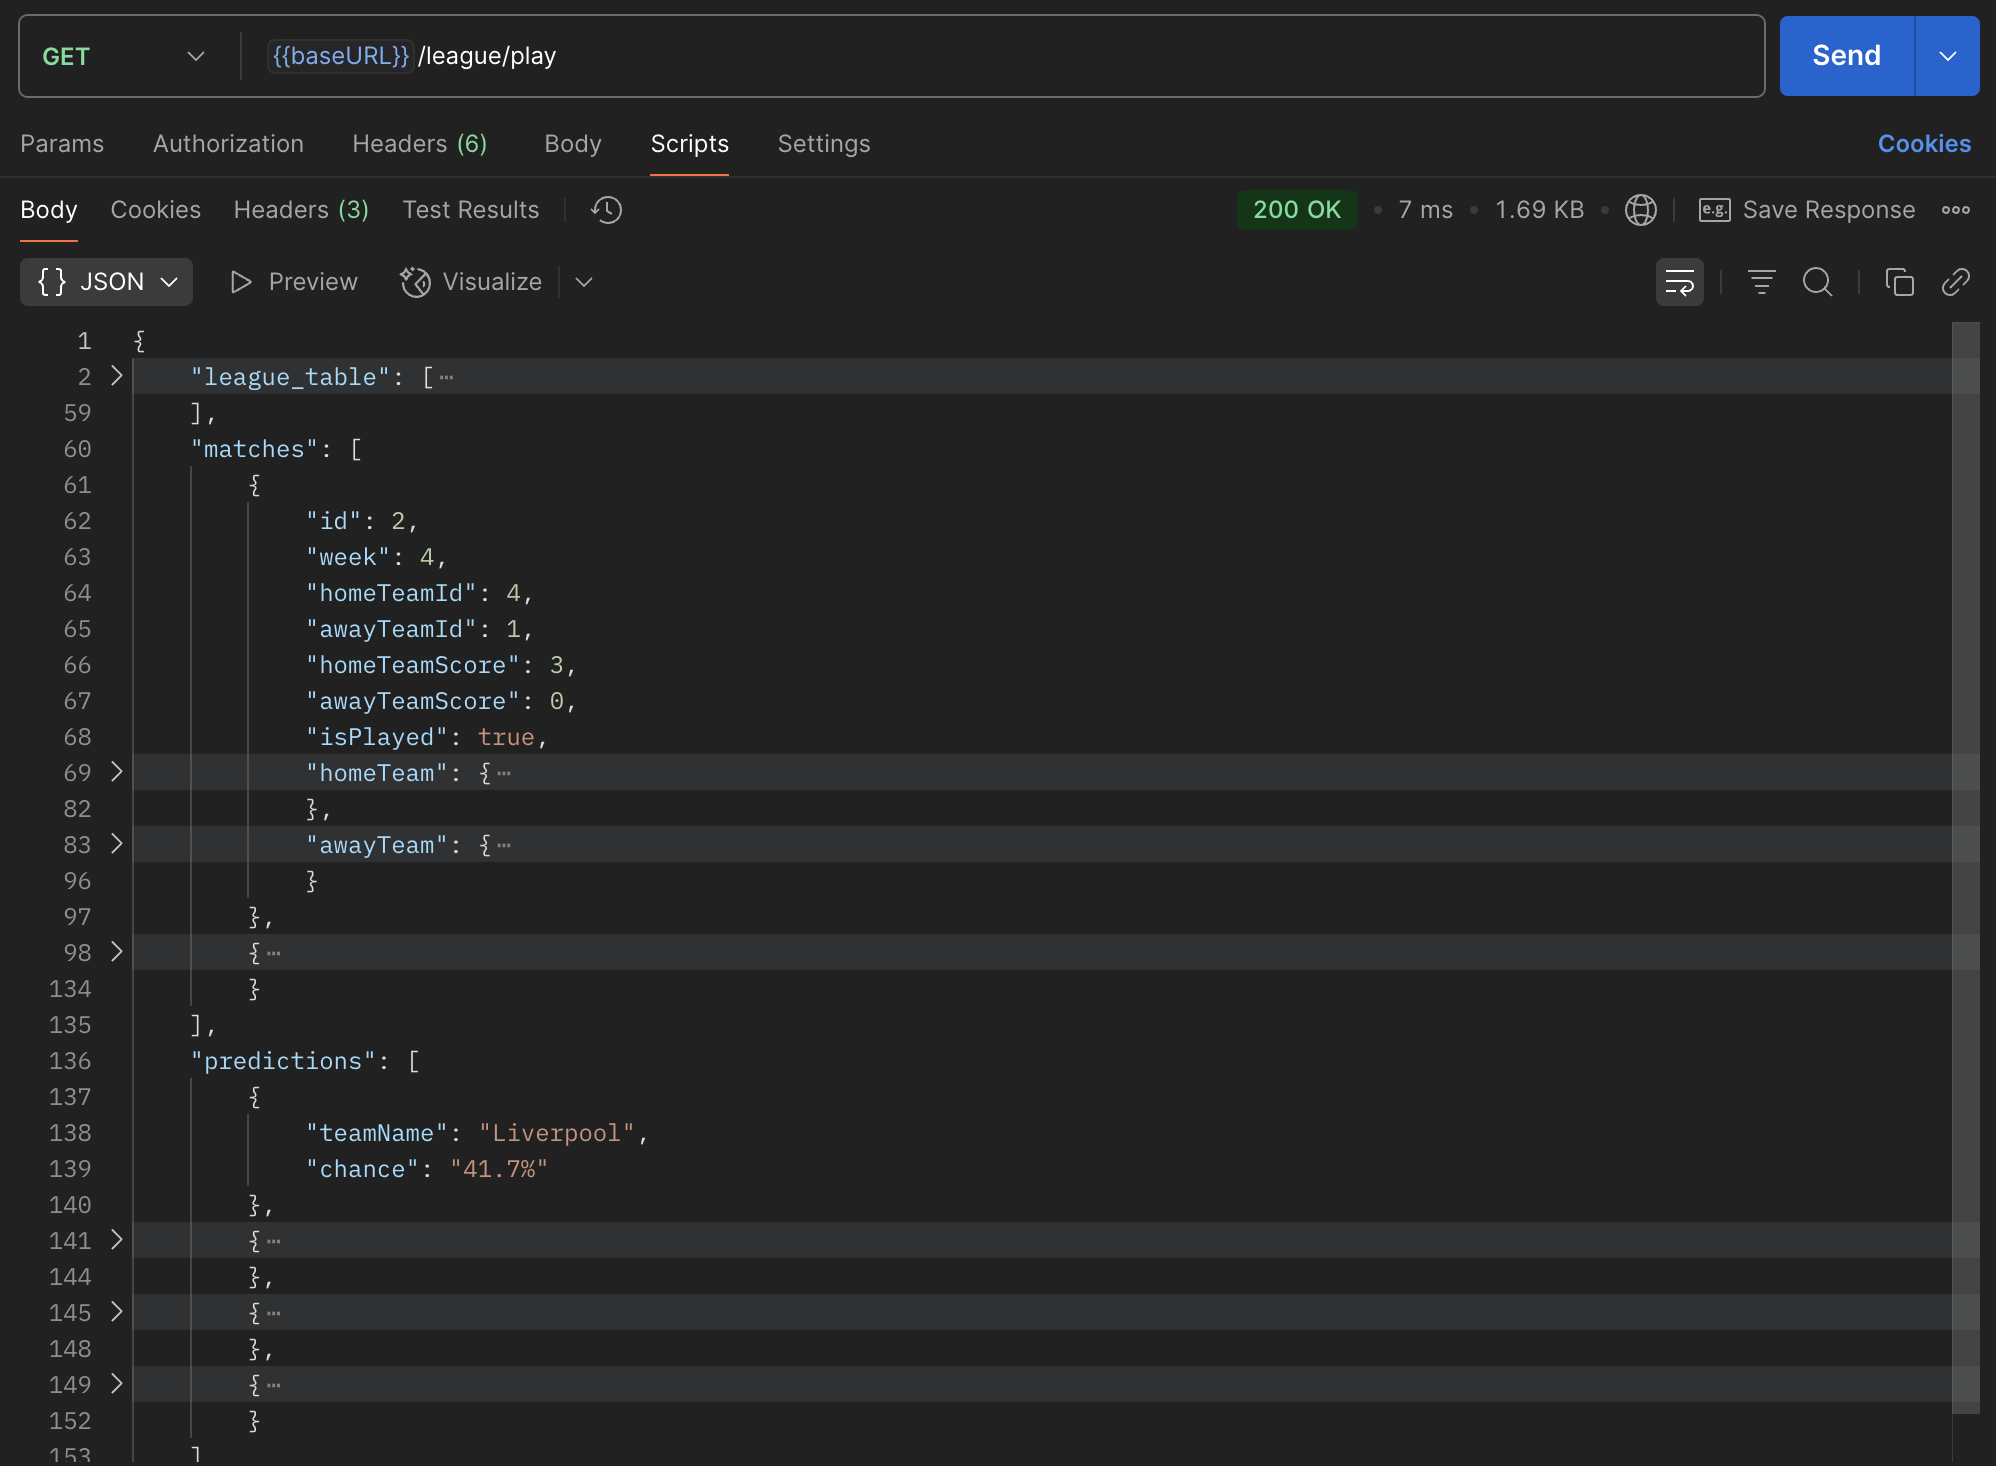 GET {{baseURL}}/league/play Send
Params Authorization Headers (6) Body Scripts Settings Cookies
Body Cookies Headers (3) Test Results 200 OK • 7 ms • 1.69 KB • e.g. Save Response
{} JSON Preview Visualize
1 {
2 "league_table": [⋯
59 ],
60 "matches": [
61 {
62 "id": 2,
63 "week": 4,
64 "homeTeamId": 4,
65 "awayTeamId": 1,
66 "homeTeamScore": 3,
67 "awayTeamScore": 0,
68 "isPlayed": true,
69 "homeTeam": {⋯
82 },
83 "awayTeam": {⋯
96 }
97 },
98 {⋯
134 }
135 ],
136 "predictions": [
137 {
138 "teamName": "Liverpool",
139 "chance": "41.7%"
140 },
141 {⋯
144 },
145 {⋯
148 },
149 {⋯
152 }
153 ]